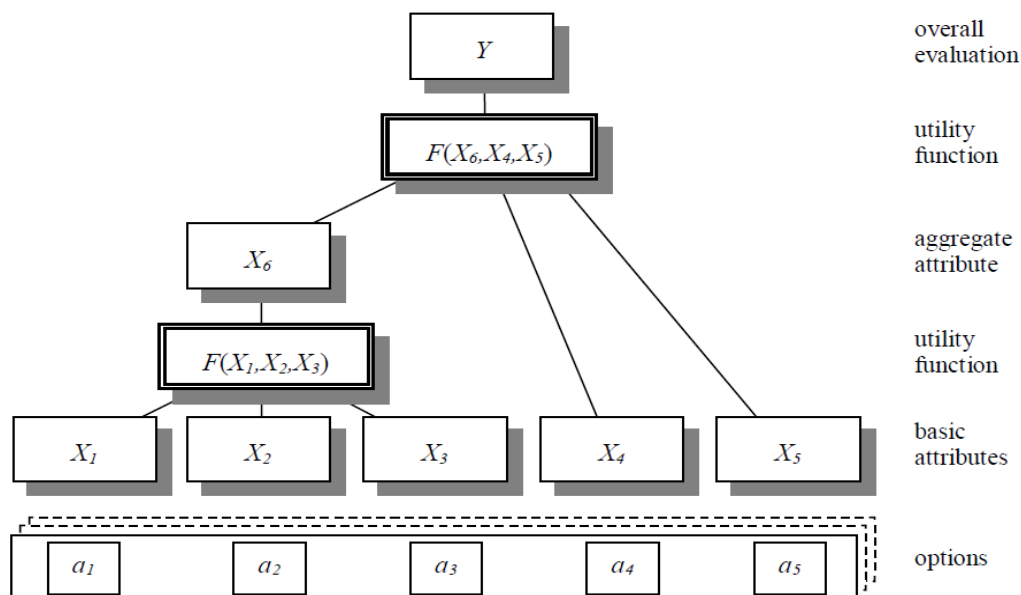 Y
overall
evaluation
F(X₆,X₄,X₅)
utility
function
X₆
aggregate
attribute
F(X₁,X₂,X₃)
utility
function
X₁ X₂ X₃ X₄ X₅
basic
attributes
a₁ a₂ a₃ a₄ a₅
options